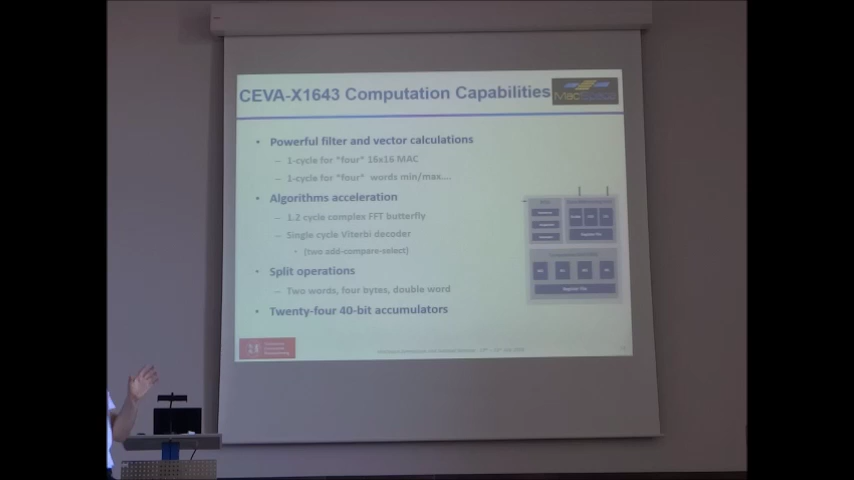 CEVA-X1643 Computation Capabilities
MacSpace
• Powerful filter and vector calculations
– 1-cycle for *four* 16x16 MAC
– 1-cycle for *four* words min/max....
• Algorithms acceleration
– 1.2 cycle complex FFT butterfly
– Single cycle Viterbi decoder
• (two add-compare-select)
• Split operations
– Two words, four bytes, double word
• Twenty-four 40-bit accumulators